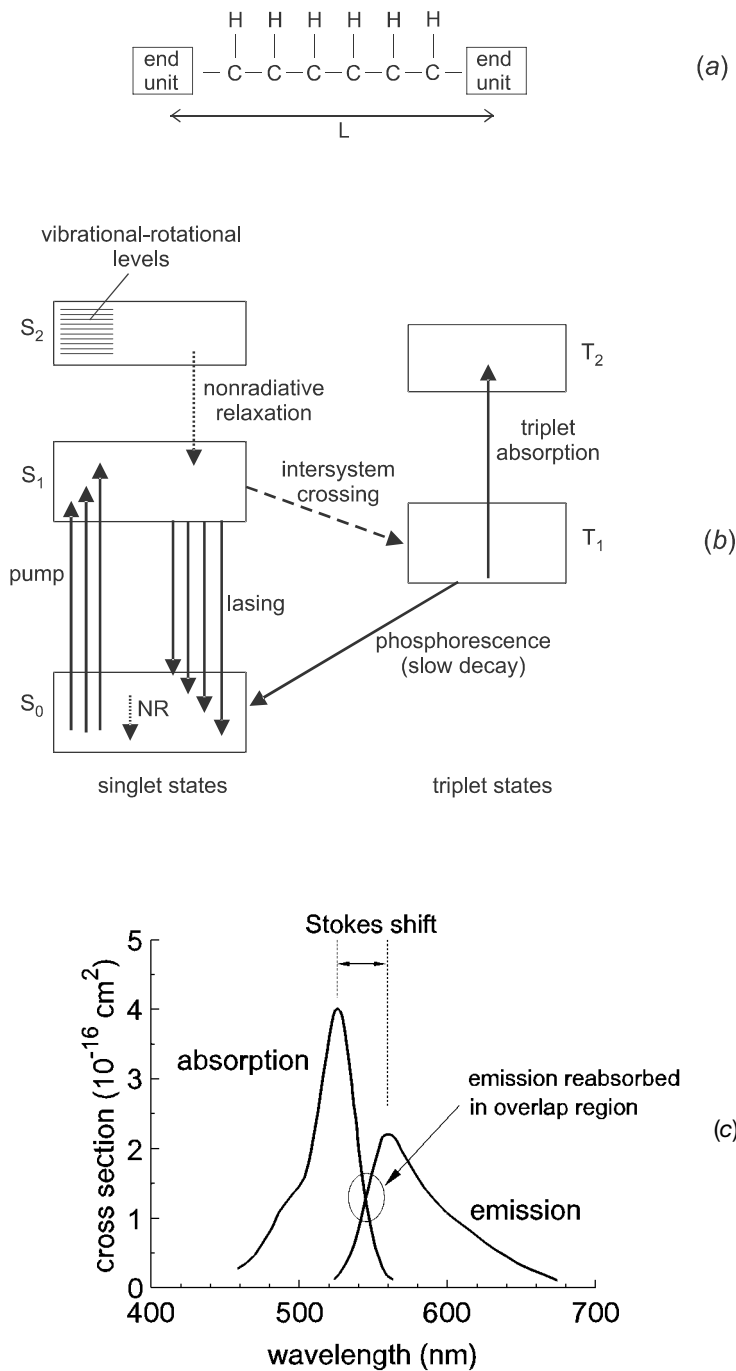 H H H H H H
end unit — C — C — C — C — C — C — end unit
L
(a)
vibrational-rotational
levels
S2
nonradiative
relaxation
T2
triplet
absorption
S1
intersystem
crossing
T1
(b)
pump
lasing
phosphorescence
(slow decay)
S0
NR
singlet states
triplet states
Stokes shift
5
4
3
2
1
0
cross section (10-16 cm2)
absorption
emission reabsorbed
in overlap region
(c)
emission
400 500 600 700
wavelength (nm)